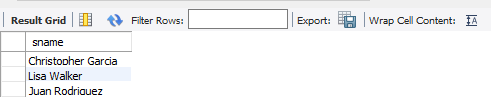 Result Grid Filter Rows: Export: Wrap Cell Content:
sname
Christopher Garcia
Lisa Walker
Juan Rodriguez